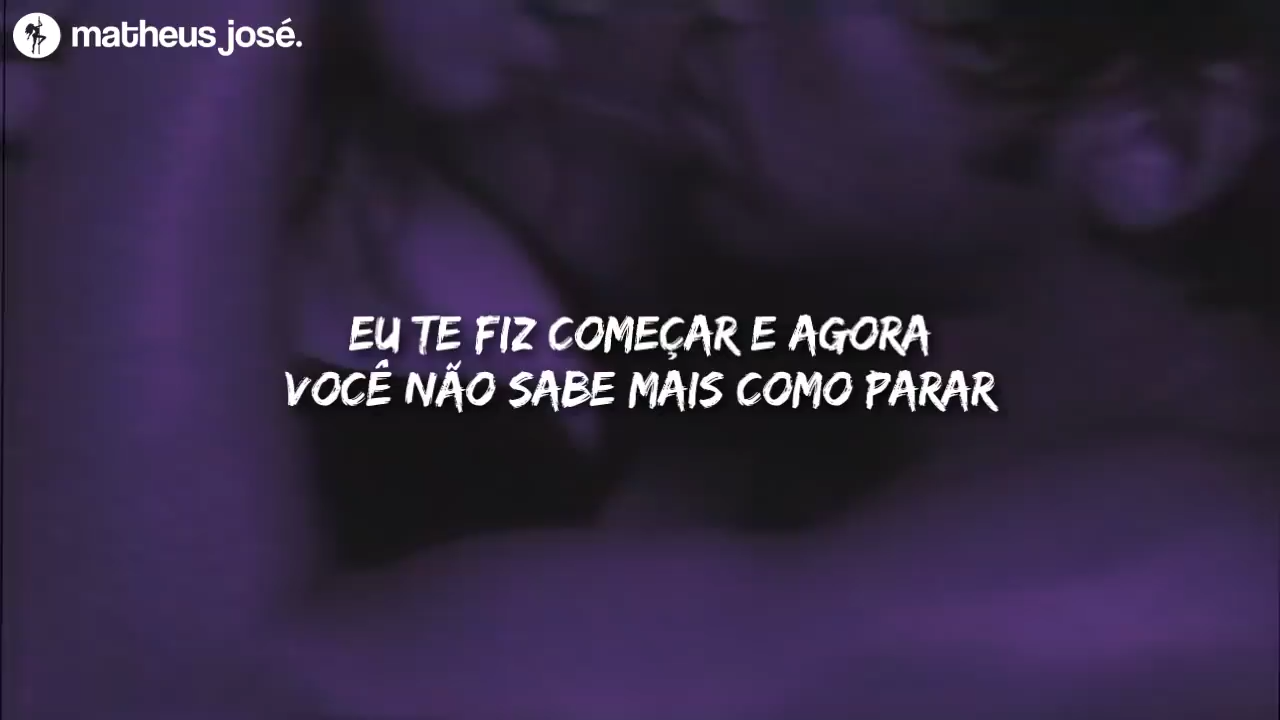 matheus josé.
EU TE FIZ COMEÇAR E AGORA
VOCÊ NÃO SABE MAIS COMO PARAR